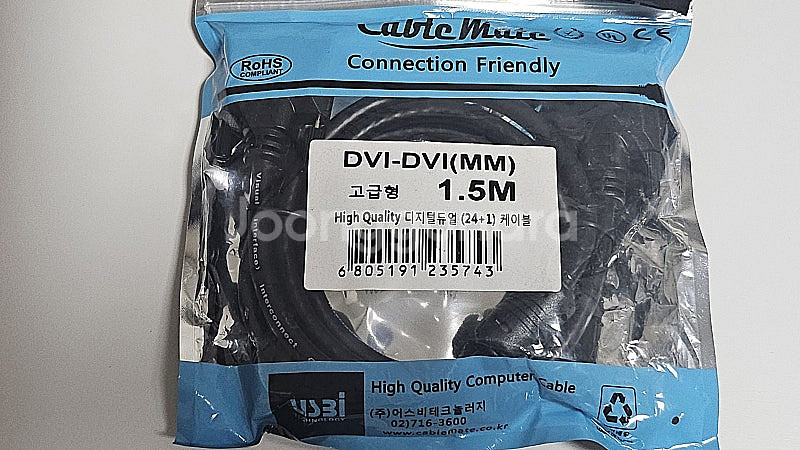 Cable Mate
UL CE
RoHS
COMPLIANT
Connection Friendly
DVI-DVI(MM)
고급형 1.5M
High Quality 디지털듀얼 (24+1) 케이블
6 805191 235743
Visual
Interface)
Interconnect
High Quality Computer Cable
(주)어스비테크놀러지
02)716-3600
www.cablemate.co.kr